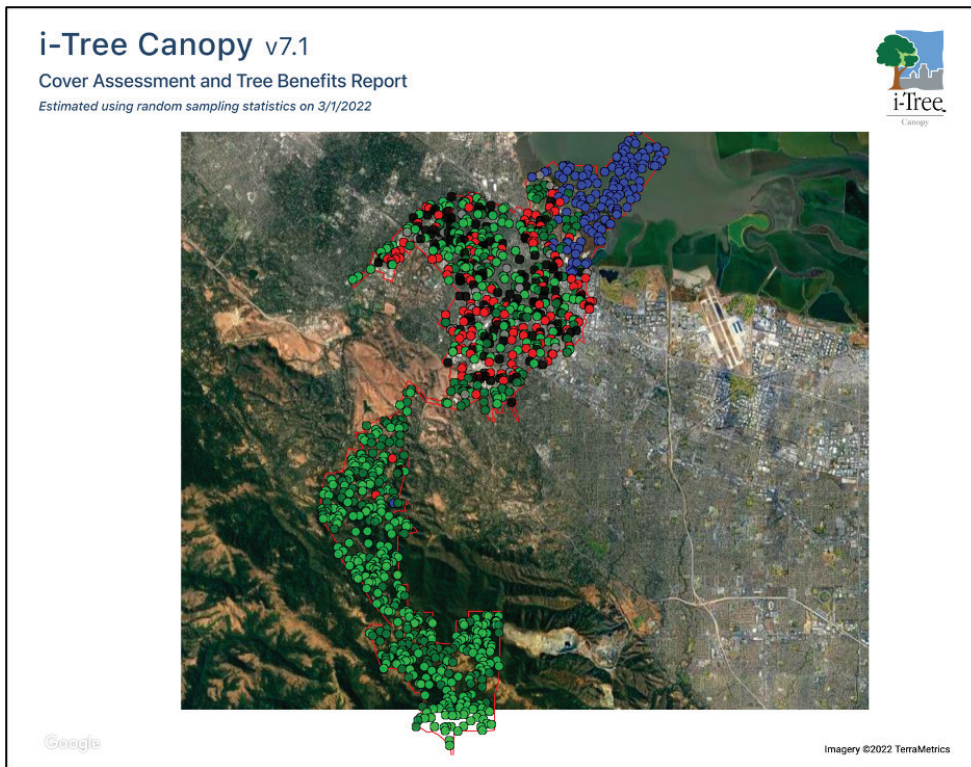 i-Tree Canopy v7.1
Cover Assessment and Tree Benefits Report
Estimated using random sampling statistics on 3/1/2022
i-Tree™
Canopy
Google
Imagery ©2022 TerraMetrics